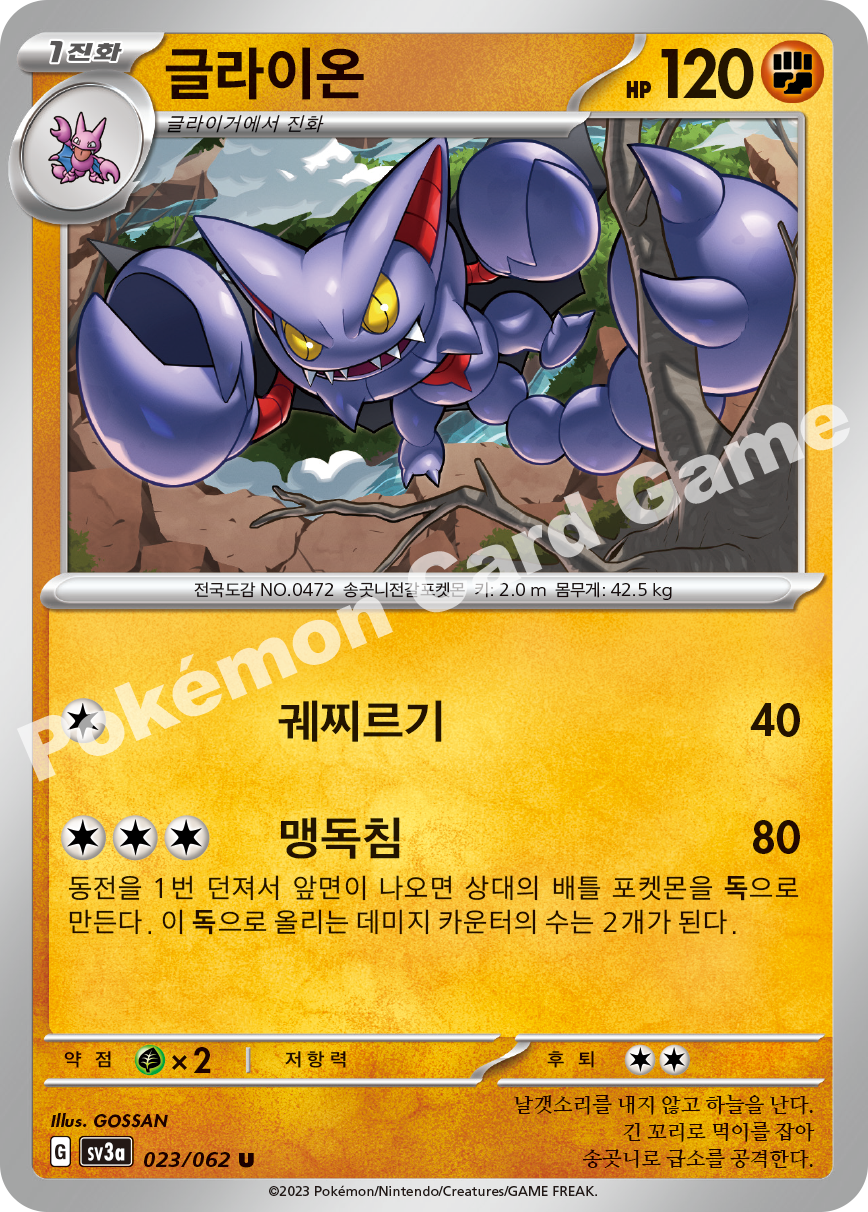 1진화
글라이온
HP 120
글라이거에서 진화
전국도감 NO.0472 송곳니전갈포켓몬 키: 2.0 m 몸무게: 42.5 kg
Pokémon Card Game
궤찌르기 40
맹독침 80
동전을 1번 던져서 앞면이 나오면 상대의 배틀 포켓몬을 독으로
만든다. 이 독으로 올리는 데미지 카운터의 수는 2개가 된다.
약점 ×2 저항력 후퇴
날갯소리를 내지 않고 하늘을 난다.
긴 꼬리로 먹이를 잡아
송곳니로 급소를 공격한다.
Illus. GOSSAN
G sv3a 023/062 U
©2023 Pokémon/Nintendo/Creatures/GAME FREAK.